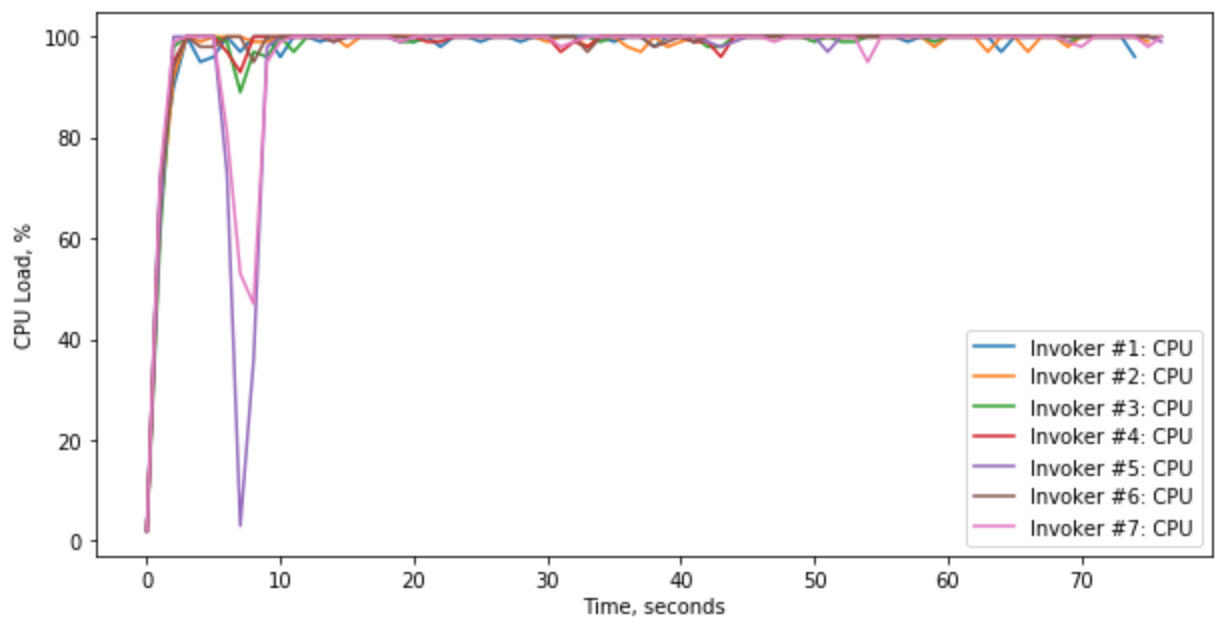 100
80
60
40
20
0
CPU Load, %
0 10 20 30 40 50 60 70
Time, seconds
Invoker #1: CPU
Invoker #2: CPU
Invoker #3: CPU
Invoker #4: CPU
Invoker #5: CPU
Invoker #6: CPU
Invoker #7: CPU